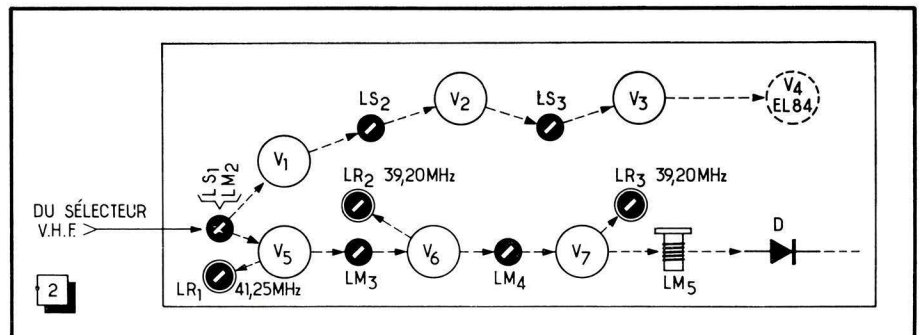 V4
EL84
V2
V3
LS2
LS3
V1
LS1
LM2
LR2 39,20MHz
LR3 39,20MHz
DU SÉLECTEUR
V.H.F.
V5
V6
V7
D
LM3
LM4
LM5
LR1 41,25MHz
2